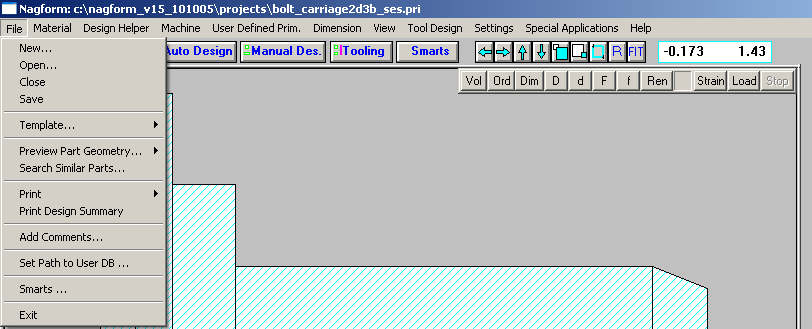 Nagform: c:\nagform_v15_101005\projects\bolt_carriage2d3b_ses.pri
File Material Design Helper Machine User Defined Prim. Dimension View Tool Design Settings Special Applications Help
Auto Design Manual Des. !Tooling Smarts R FIT -0.173 1.43
Vol Ord Dim D d F f Ren Strain Load Stop
New...
Open...
Close
Save
Template...
Preview Part Geometry...
Search Similar Parts...
Print
Print Design Summary
Add Comments...
Set Path to User DB ...
Smarts ...
Exit